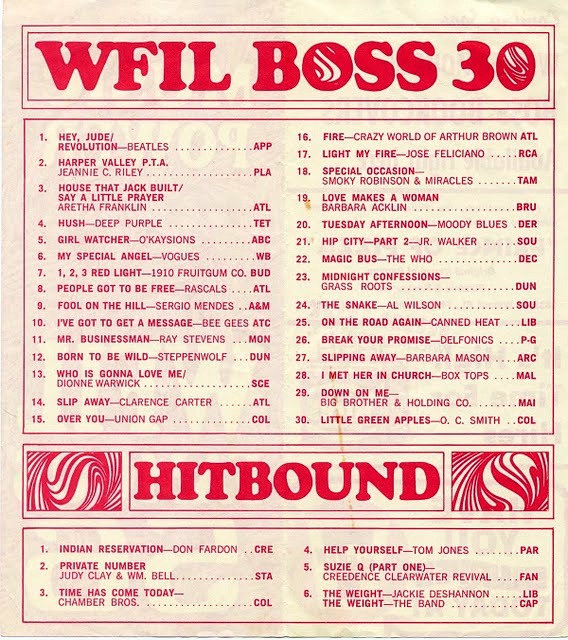 WFIL BOSS 30
1. HEY, JUDE/
REVOLUTION—BEATLES ............APP
2. HARPER VALLEY P.T.A.
JEANNIE C. RILEY ................PLA
3. HOUSE THAT JACK BUILT/
SAY A LITTLE PRAYER
ARETHA FRANKLIN ................ATL
4. HUSH—DEEP PURPLE ............TET
5. GIRL WATCHER—O'KAYSIONS ........ABC
6. MY SPECIAL ANGEL—VOGUES ........WB
7. 1, 2, 3 RED LIGHT—1910 FRUITGUM CO. BUD
8. PEOPLE GOT TO BE FREE—RASCALS ....ATL
9. FOOL ON THE HILL—SERGIO MENDES ..A&M
10. I'VE GOT TO GET A MESSAGE—BEE GEES ATC
11. MR. BUSINESSMAN—RAY STEVENS ....MON
12. BORN TO BE WILD—STEPPENWOLF ...DUN
13. WHO IS GONNA LOVE ME/
DIONNE WARWICK ................SCE
14. SLIP AWAY—CLARENCE CARTER .......ATL
15. OVER YOU—UNION GAP .............COL
16. FIRE—CRAZY WORLD OF ARTHUR BROWN ATL
17. LIGHT MY FIRE—JOSE FELICIANO ......RCA
18. SPECIAL OCCASION—
SMOKY ROBINSON & MIRACLES .......TAM
19. LOVE MAKES A WOMAN
BARBARA ACKLIN ................BRU
20. TUESDAY AFTERNOON—MOODY BLUES .DER
21. HIP CITY—PART 2—JR. WALKER ......SOU
22. MAGIC BUS—THE WHO .............DEC
23. MIDNIGHT CONFESSIONS—
GRASS ROOTS ................DUN
24. THE SNAKE—AL WILSON ...........SOU
25. ON THE ROAD AGAIN—CANNED HEAT ...LIB
26. BREAK YOUR PROMISE—DELFONICS ....P-G
27. SLIPPING AWAY—BARBARA MASON ....ARC
28. I MET HER IN CHURCH—BOX TOPS .....MAL
29. DOWN ON ME—
BIG BROTHER & HOLDING CO. ........MAI
30. LITTLE GREEN APPLES—O. C. SMITH ..COL
HITBOUND
1. INDIAN RESERVATION—DON FARDON ..CRE
2. PRIVATE NUMBER
JUDY CLAY & WM. BELL..............STA
3. TIME HAS COME TODAY—
CHAMBER BROS. ................COL
4. HELP YOURSELF—TOM JONES ........PAR
5. SUZIE Q (PART ONE)—
CREEDENCE CLEARWATER REVIVAL ....FAN
6. THE WEIGHT—JACKIE DESHANNON ....LIB
THE WEIGHT—THE BAND ............CAP